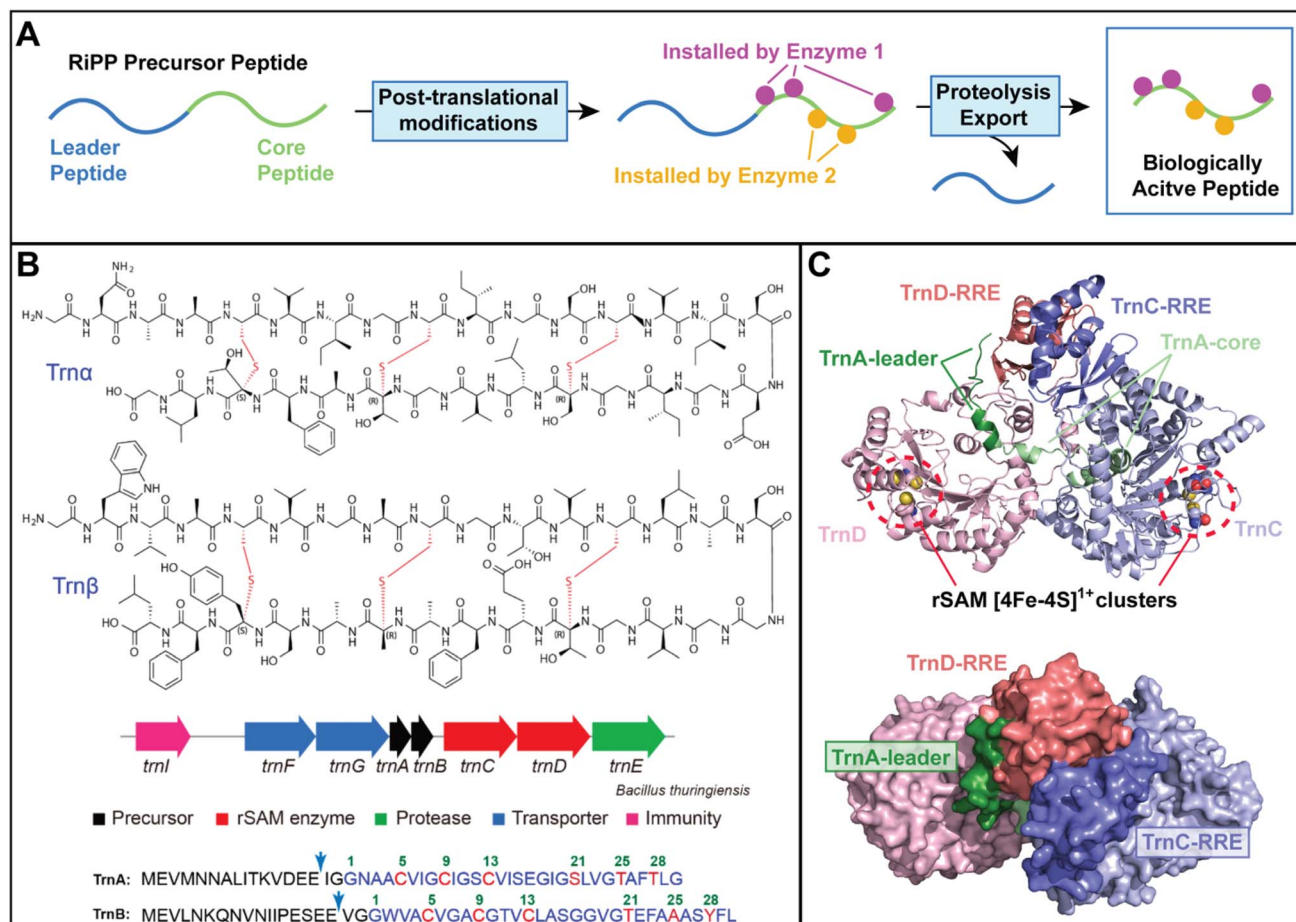 A
RiPP Precursor Peptide
Leader
Peptide
Core
Peptide
Post-translational
modifications
Installed by Enzyme 1
Installed by Enzyme 2
Proteolysis
Export
Biologically
Acitve Peptide
B
Trnα
(S)
(R)
(R)
Trnβ
(S)
(R)
(R)
trnI trnF trnG trnA trnB trnC trnD trnE
Bacillus thuringiensis
Precursor rSAM enzyme Protease Transporter Immunity
1 5 9 13 21 25 28
TrnA: MEVMNNALITKVDEEIGGNAACVIGCIGSCVISEGIGSLVGTAFTLG
1 5 9 13 21 25 28
TrnB: MEVLNKQNVNIIPESEEVGGWVACVGACGTVCLASGGVGTEFAAASYFL
C
TrnD-RRE
TrnC-RRE
TrnA-leader
TrnA-core
TrnD
TrnC
rSAM [4Fe-4S]¹⁺clusters
TrnD-RRE
TrnA-leader
TrnC-RRE